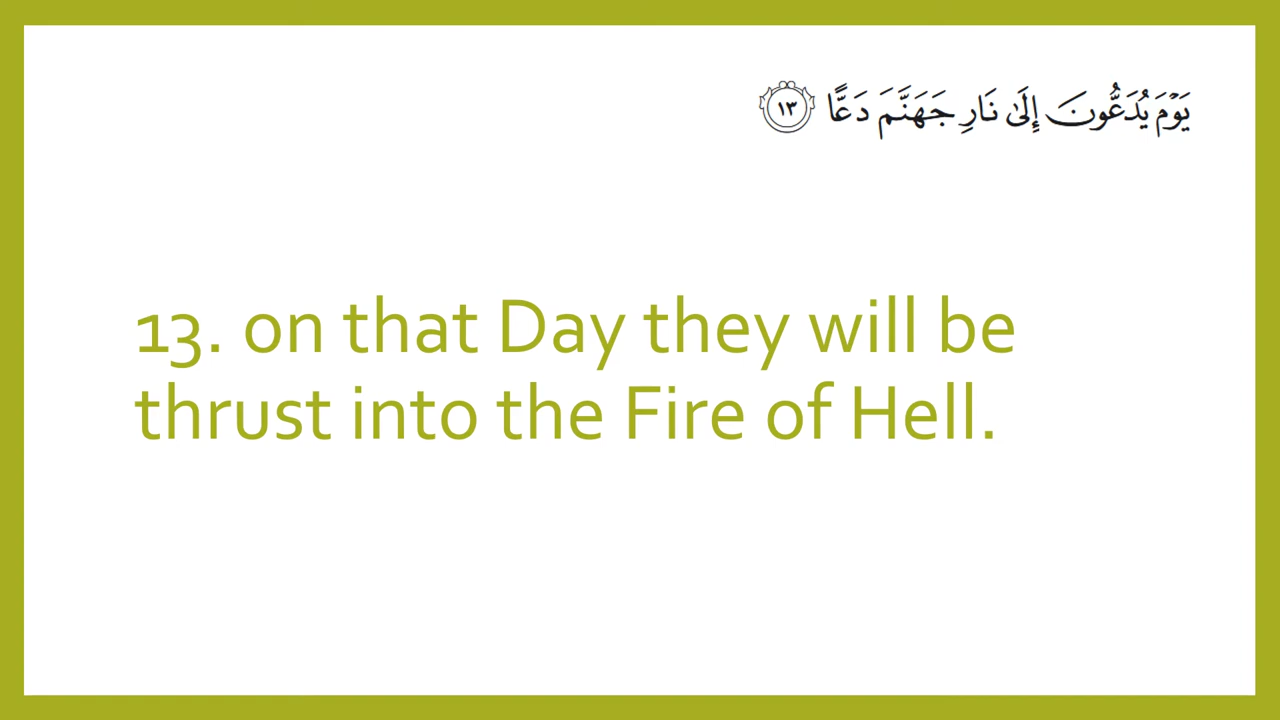 يَوْمَ يُدَعُّونَ إِلَىٰ نَارِ جَهَنَّمَ دَعًّا ١٣
13. on that Day they will be
thrust into the Fire of Hell.